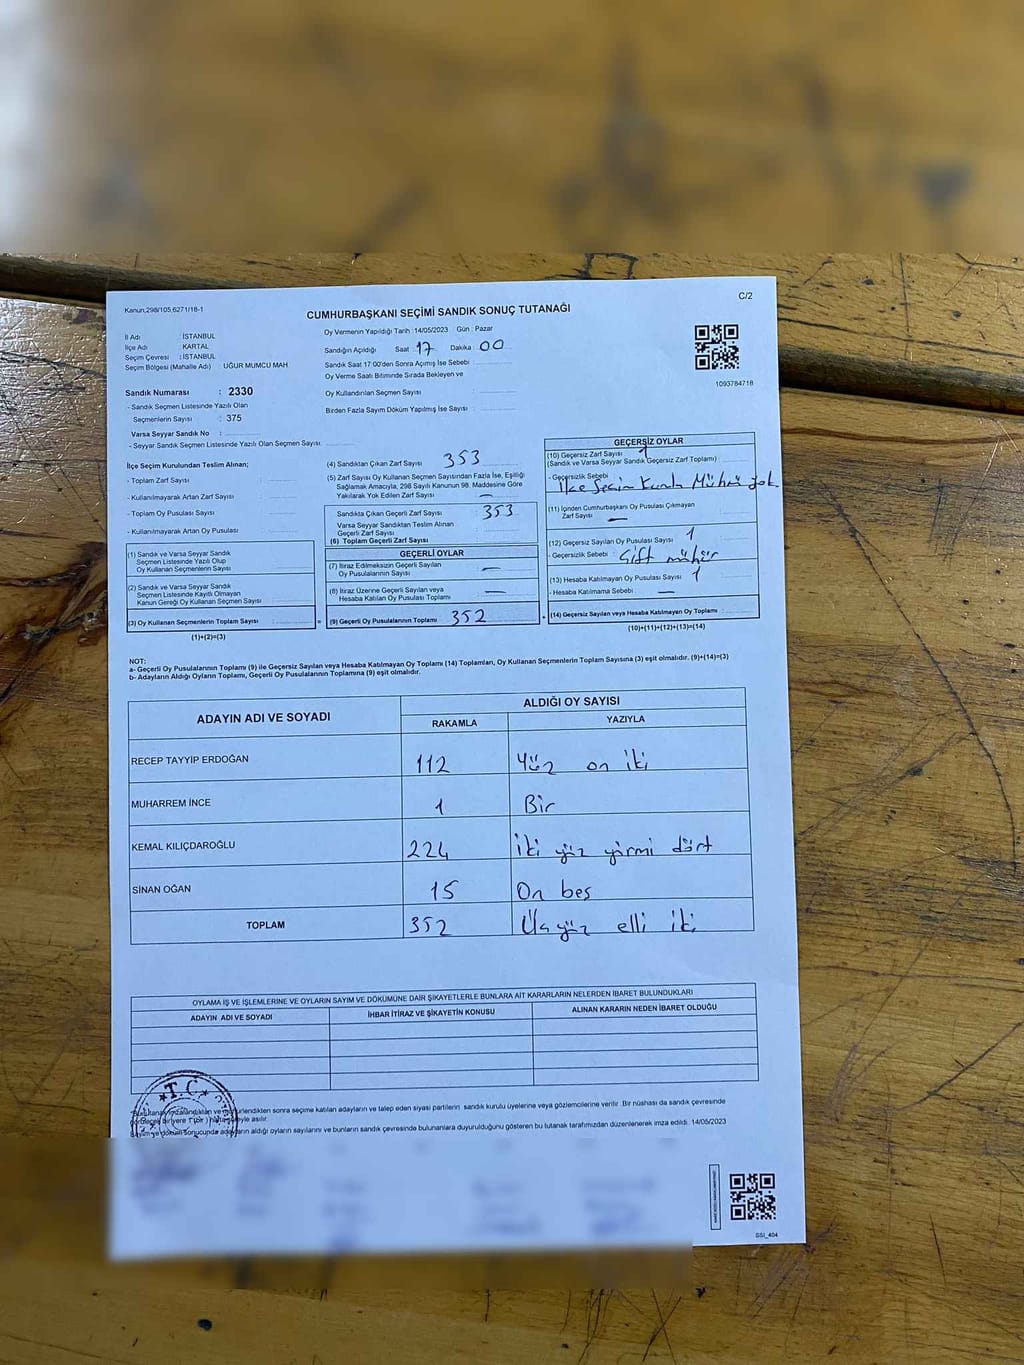 Kanun,298/105,6271/18-1
C/2
CUMHURBAŞKANI SEÇİMİ SANDIK SONUÇ TUTANAĞI
İl Adı : İSTANBUL
İlçe Adı KARTAL
Seçim Çevresi : İSTANBUL
Seçim Bölgesi (Mahalle Adı) UĞUR MUMCU MAH
Oy Vermenin Yapıldığı Tarih : 14/05/2023 Gün : Pazar
Sandığın Açıldığı Saat 17 Dakika 00
Sandık Saat 17:00'den Sonra Açımış İse Sebebi
Oy Verme Saati Bitiminde Sırada Bekleyen ve
Oy Kullandırılan Seçmen Sayısı
Birden Fazla Sayım Döküm Yapılmış İse Sayısı
1093784718
Sandık Numarası : 2330
- Sandık Seçmen Listesinde Yazılı Olan
Seçmenlerin Sayısı : 375
Varsa Seyyar Sandık No :
- Seyyar Sandık Seçmen Listesinde Yazılı Olan Seçmen Sayısı
İlçe Seçim Kurulundan Teslim Alınan;
- Toplam Zarf Sayısı
- Kullanılmayarak Artan Zarf Sayısı
- Toplam Oy Pusulası Sayısı
- Kullanılmayarak Artan Oy Pusulası
(1) Sandık ve Varsa Seyyar Sandık
Seçmen Listesinde Yazılı Olup
Oy Kullanan Seçmenlerin Sayısı
(2) Sandık ve Varsa Seyyar Sandık
Seçmen Listesinde Kayıtlı Olmayan
Kanun Gereği Oy Kullanan Seçmen Sayısı
(3) Oy Kullanan Seçmenlerin Toplam Sayısı =
(1)+(2)=(3)
(4) Sandıktan Çıkan Zarf Sayısı 353
(5) Zarf Sayısı Oy Kullanan Seçmen Sayısından Fazla İse, Eşitliği
Sağlamak Amacıyla, 298 Sayılı Kanunun 98. Maddesine Göre
Yakılarak Yok Edilen Zarf Sayısı —
Sandıkta Çıkan Geçerli Zarf Sayısı 353
Varsa Seyyar Sandıktan Teslim Alınan
Geçerli Zarf Sayısı
(6) Toplam Geçerli Zarf Sayısı
GEÇERLİ OYLAR
(7) İtiraz Edilmeksizin Geçerli Sayılan
Oy Pusulalarının Sayısı —
(8) İtiraz Üzerine Geçerli Sayılan veya
Hesaba Katılan Oy Pusulası Toplamı —
(9) Geçerli Oy Pusulalarının Toplamı 352 +
GEÇERSİZ OYLAR
(10) Geçersiz Zarf Sayısı 1
(Sandık ve Varsa Seyyar Sandık Geçersiz Zarf Toplamı)
- Geçersizlik Sebebi
İlçe Seçim Kurulu Mührü Yok.
(11) İçinden Cumhurbaşkanı Oy Pusulası Çıkmayan
Zarf Sayısı —
(12) Geçersiz Sayılan Oy Pusulası Sayısı 1
- Geçersizlik Sebebi Çift mühür
(13) Hesaba Katılmayan Oy Pusulası Sayısı 1
- Hesaba Katılmama Sebebi —
(14) Geçersiz Sayılan veya Hesaba Katılmayan Oy Toplamı
(10)+(11)+(12)+(13)=(14)
NOT:
a- Geçerli Oy Pusulalarının Toplamı (9) ile Geçersiz Sayılan veya Hesaba Katılmayan Oy Toplamı (14) Toplamları, Oy Kullanan Seçmenlerin Toplam Sayısına (3) eşit olmalıdır. (9)+(14)=(3)
b- Adayların Aldığı Oyların Toplamı, Geçerli Oy Pusulalarının Toplamına (9) eşit olmalıdır.
ADAYIN ADI VE SOYADI ALDIĞI OY SAYISI
RAKAMLA YAZIYLA
RECEP TAYYİP ERDOĞAN 112 Yüz on iki
MUHARREM İNCE 1 Bir
KEMAL KILIÇDAROĞLU 224 İki yüz yirmi dört
SİNAN OĞAN 15 On beş
TOPLAM 352 Üç yüz elli iki
OYLAMA İŞ VE İŞLEMLERİNE VE OYLARIN SAYIM VE DÖKÜMÜNE DAİR ŞİKAYETLERLE BUNLARA AİT KARARLARIN NELERDEN İBARET BULUNDUKLARI
ADAYIN ADI VE SOYADI İHBAR İTİRAZ VE ŞİKAYETİN KONUSU ALINAN KARARIN NEDEN İBARET OLDUĞU
T.C.
sonra seçime katılan adayların ve talep eden siyasi partilerin sandık kurulu üyelerine veya gözlemcilerine verilir. Bir nüshası da sandık çevresinde
asılır.
Sayım ve döküm sonucunda adayların aldığı oyların sayılarını ve bunların sandık çevresinde bulunanlara duyurulduğunu gösteren bu tutanak tarafımızdan düzenlenerek imza edildi. 14/05/2023
SSI_404